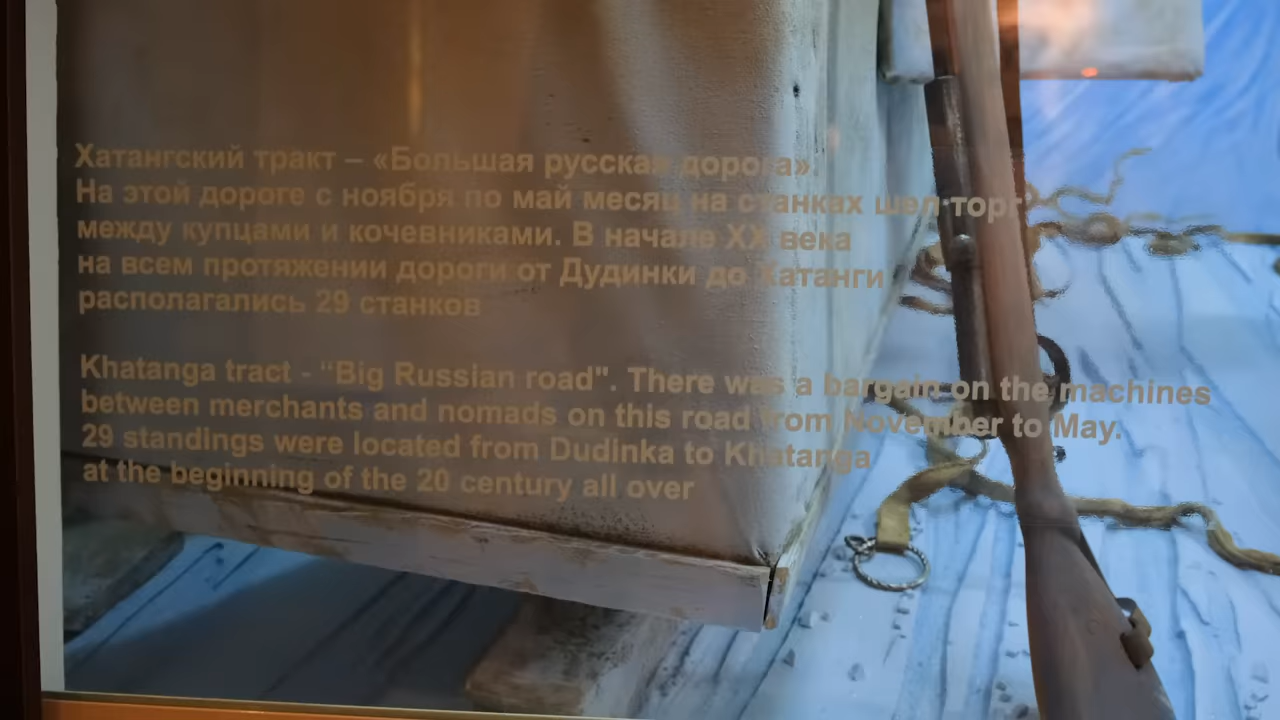 Хатангский тракт – «Большая русская дорога»
На этой дороге с ноября по май месяц на станках шел торг
между купцами и кочевниками. В начале XX века
на всем протяжении дороги от Дудинки до Хатанги
располагались 29 станков
Khatanga tract - “Big Russian road". There was a bargain on the machines
between merchants and nomads on this road from November to May.
29 standings were located from Dudinka to Khatanga
at the beginning of the 20 century all over